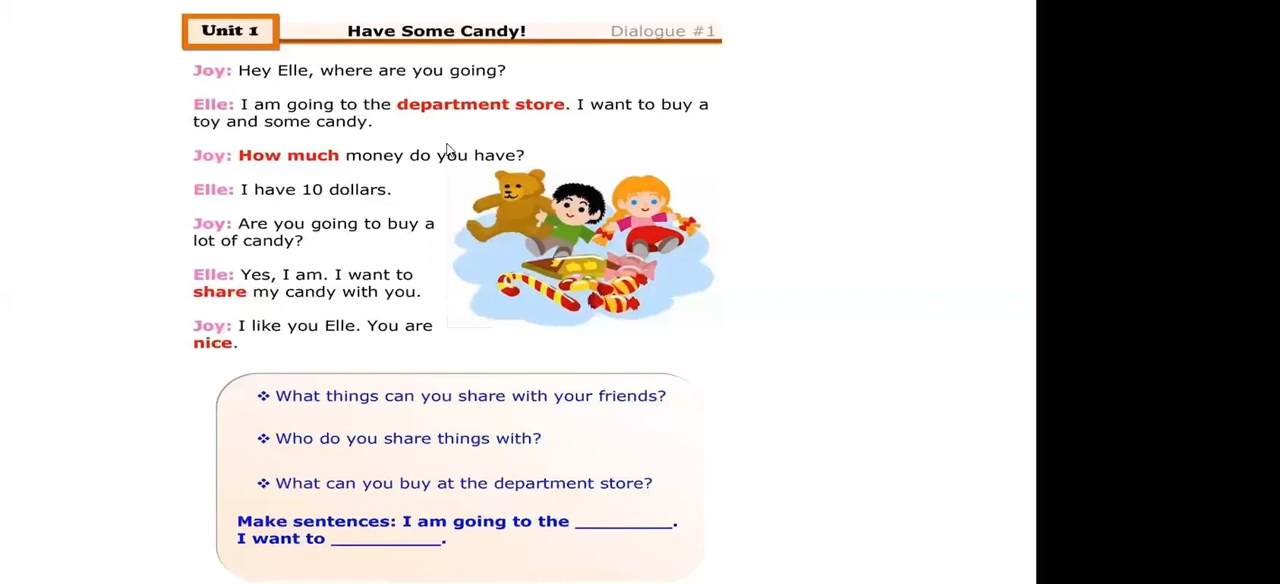 Unit 1 Have Some Candy! Dialogue #1
Joy: Hey Elle, where are you going?
Elle: I am going to the department store. I want to buy a
toy and some candy.
Joy: How much money do you have?
Elle: I have 10 dollars.
Joy: Are you going to buy a
lot of candy?
Elle: Yes, I am. I want to
share my candy with you.
Joy: I like you Elle. You are
nice.
❖ What things can you share with your friends?
❖ Who do you share things with?
❖ What can you buy at the department store?
Make sentences: I am going to the _________.
I want to __________.